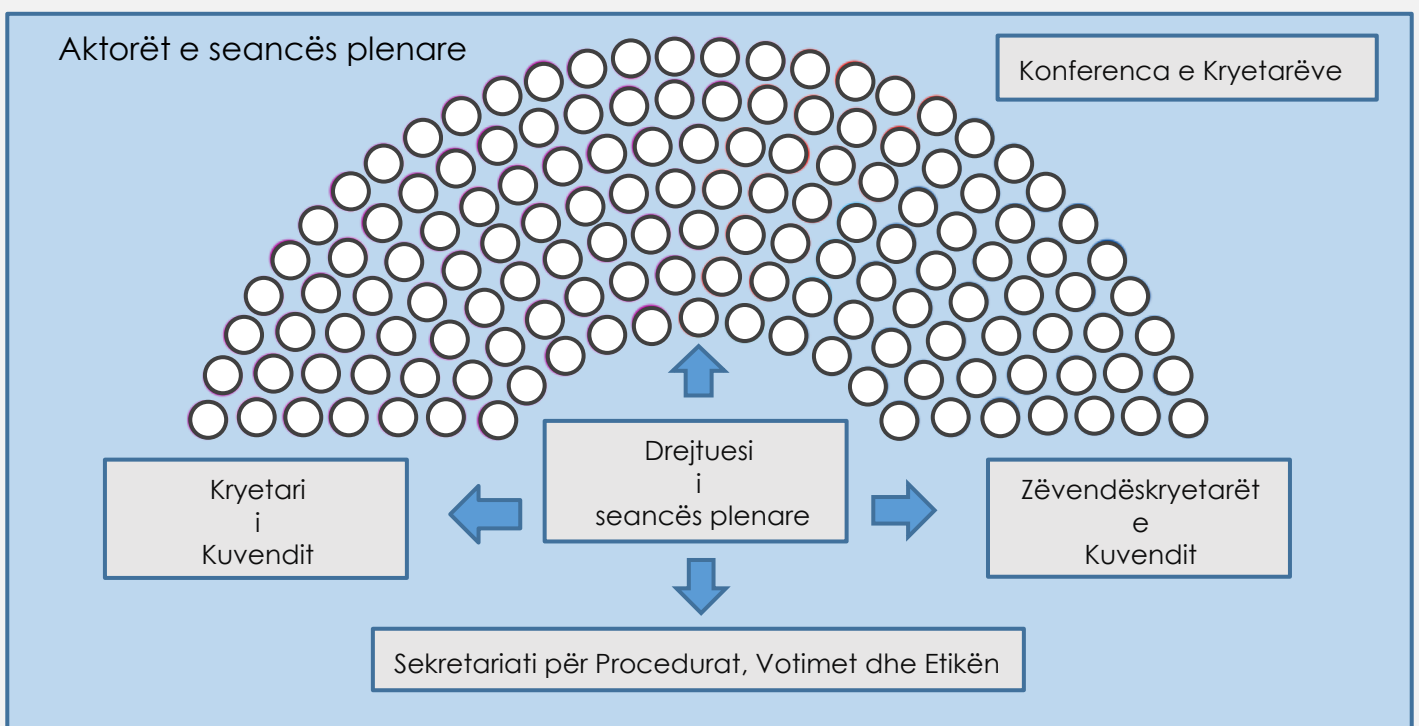 Aktorët e seancës plenare
Konferenca e Kryetarëve
Drejtuesi
i
seancës plenare
Kryetari
i
Kuvendit
Zëvendëskryetarët
e
Kuvendit
Sekretariati për Procedurat, Votimet dhe Etikën